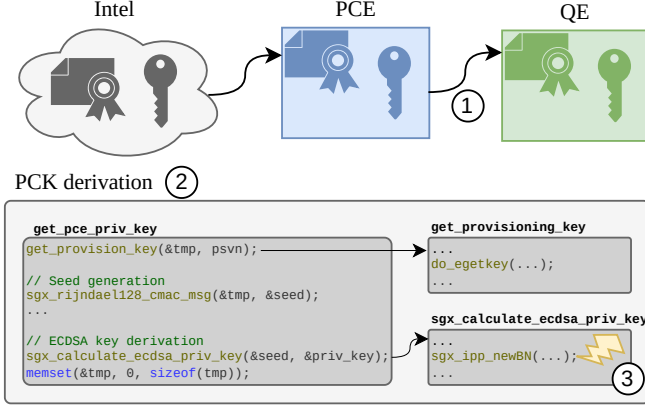 Intel
PCE
QE
1
PCK derivation 2
get_pce_priv_key
get_provision_key(&tmp, psvn);
// Seed generation
sgx_rijndael128_cmac_msg(&tmp, &seed);
...
// ECDSA key derivation
sgx_calculate_ecdsa_priv_key(&seed, &priv_key);
memset(&tmp, 0, sizeof(tmp));
get_provisioning_key
...
do_egetkey(...);
...
sgx_calculate_ecdsa_priv_key
...
sgx_ipp_newBN(...);
...
3